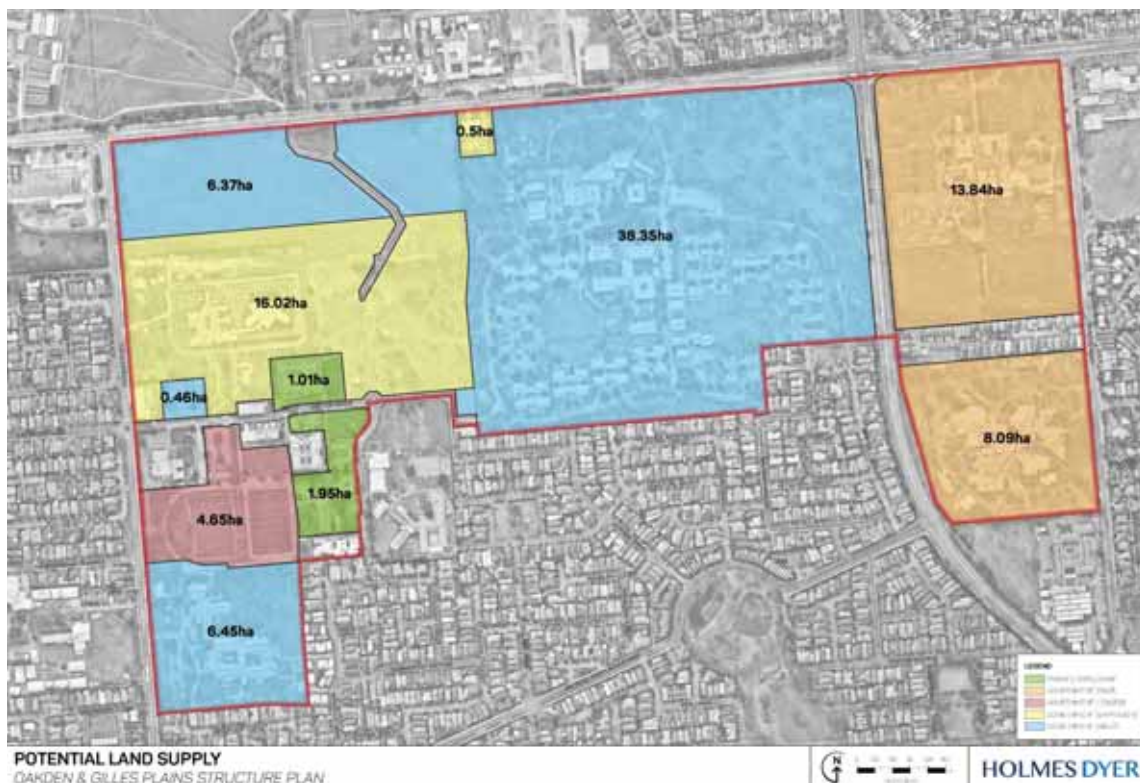 0.5ha
6.37ha
13.84ha
38.35ha
16.02ha
1.01ha
0.46ha
8.09ha
1.95ha
4.65ha
6.45ha
LEGEND
POTENTIAL LAND SUPPLY
OAKDEN & GILLES PLAINS STRUCTURE PLAN
N
HOLMES DYER